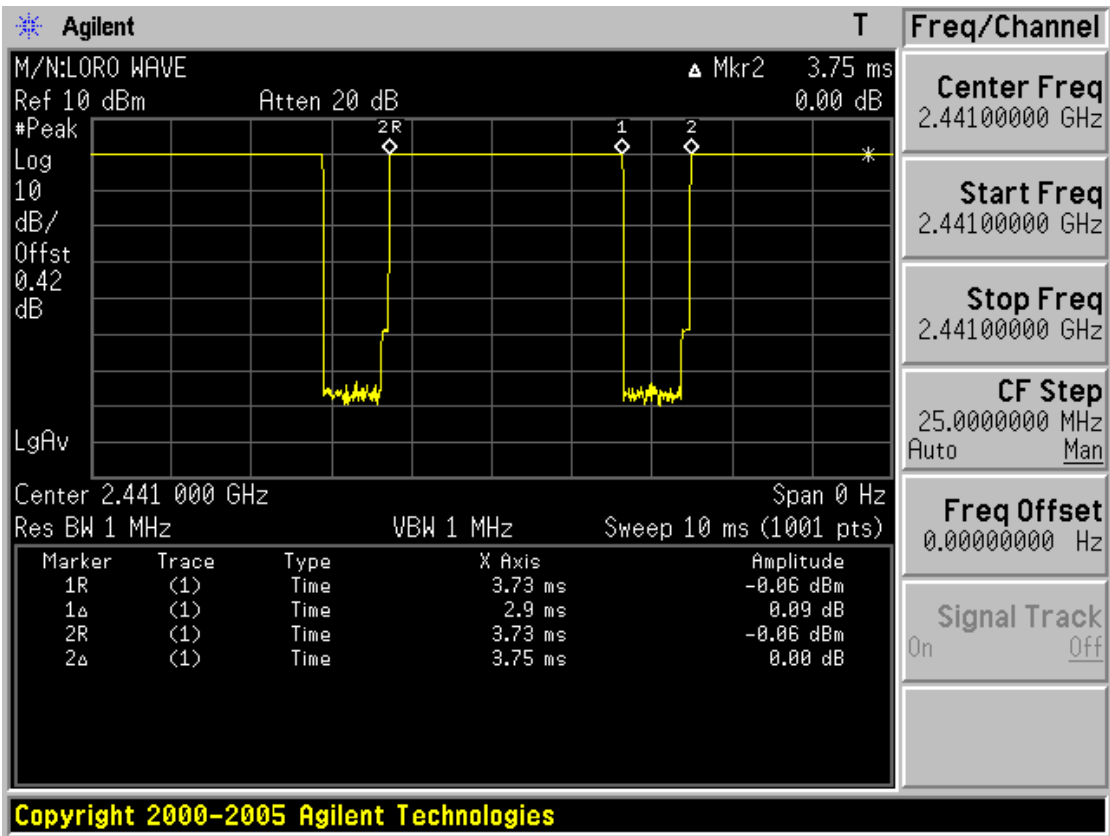 Agilent T Freq/Channel
M/N:LORO WAVE Δ Mkr2 3.75 ms
Ref 10 dBm Atten 20 dB 0.00 dB
#Peak
Log
10
dB/
Offst
0.42
dB
LgAv
2R 1 2
Center 2.441 000 GHz Span 0 Hz
Res BW 1 MHz VBW 1 MHz Sweep 10 ms (1001 pts)
Marker Trace Type X Axis Amplitude
1R (1) Time 3.73 ms -0.06 dBm
1Δ (1) Time 2.9 ms 0.09 dB
2R (1) Time 3.73 ms -0.06 dBm
2Δ (1) Time 3.75 ms 0.00 dB
Center Freq
2.44100000 GHz
Start Freq
2.44100000 GHz
Stop Freq
2.44100000 GHz
CF Step
25.0000000 MHz
Auto Man
Freq Offset
0.00000000 Hz
Signal Track
On Off
Copyright 2000-2005 Agilent Technologies